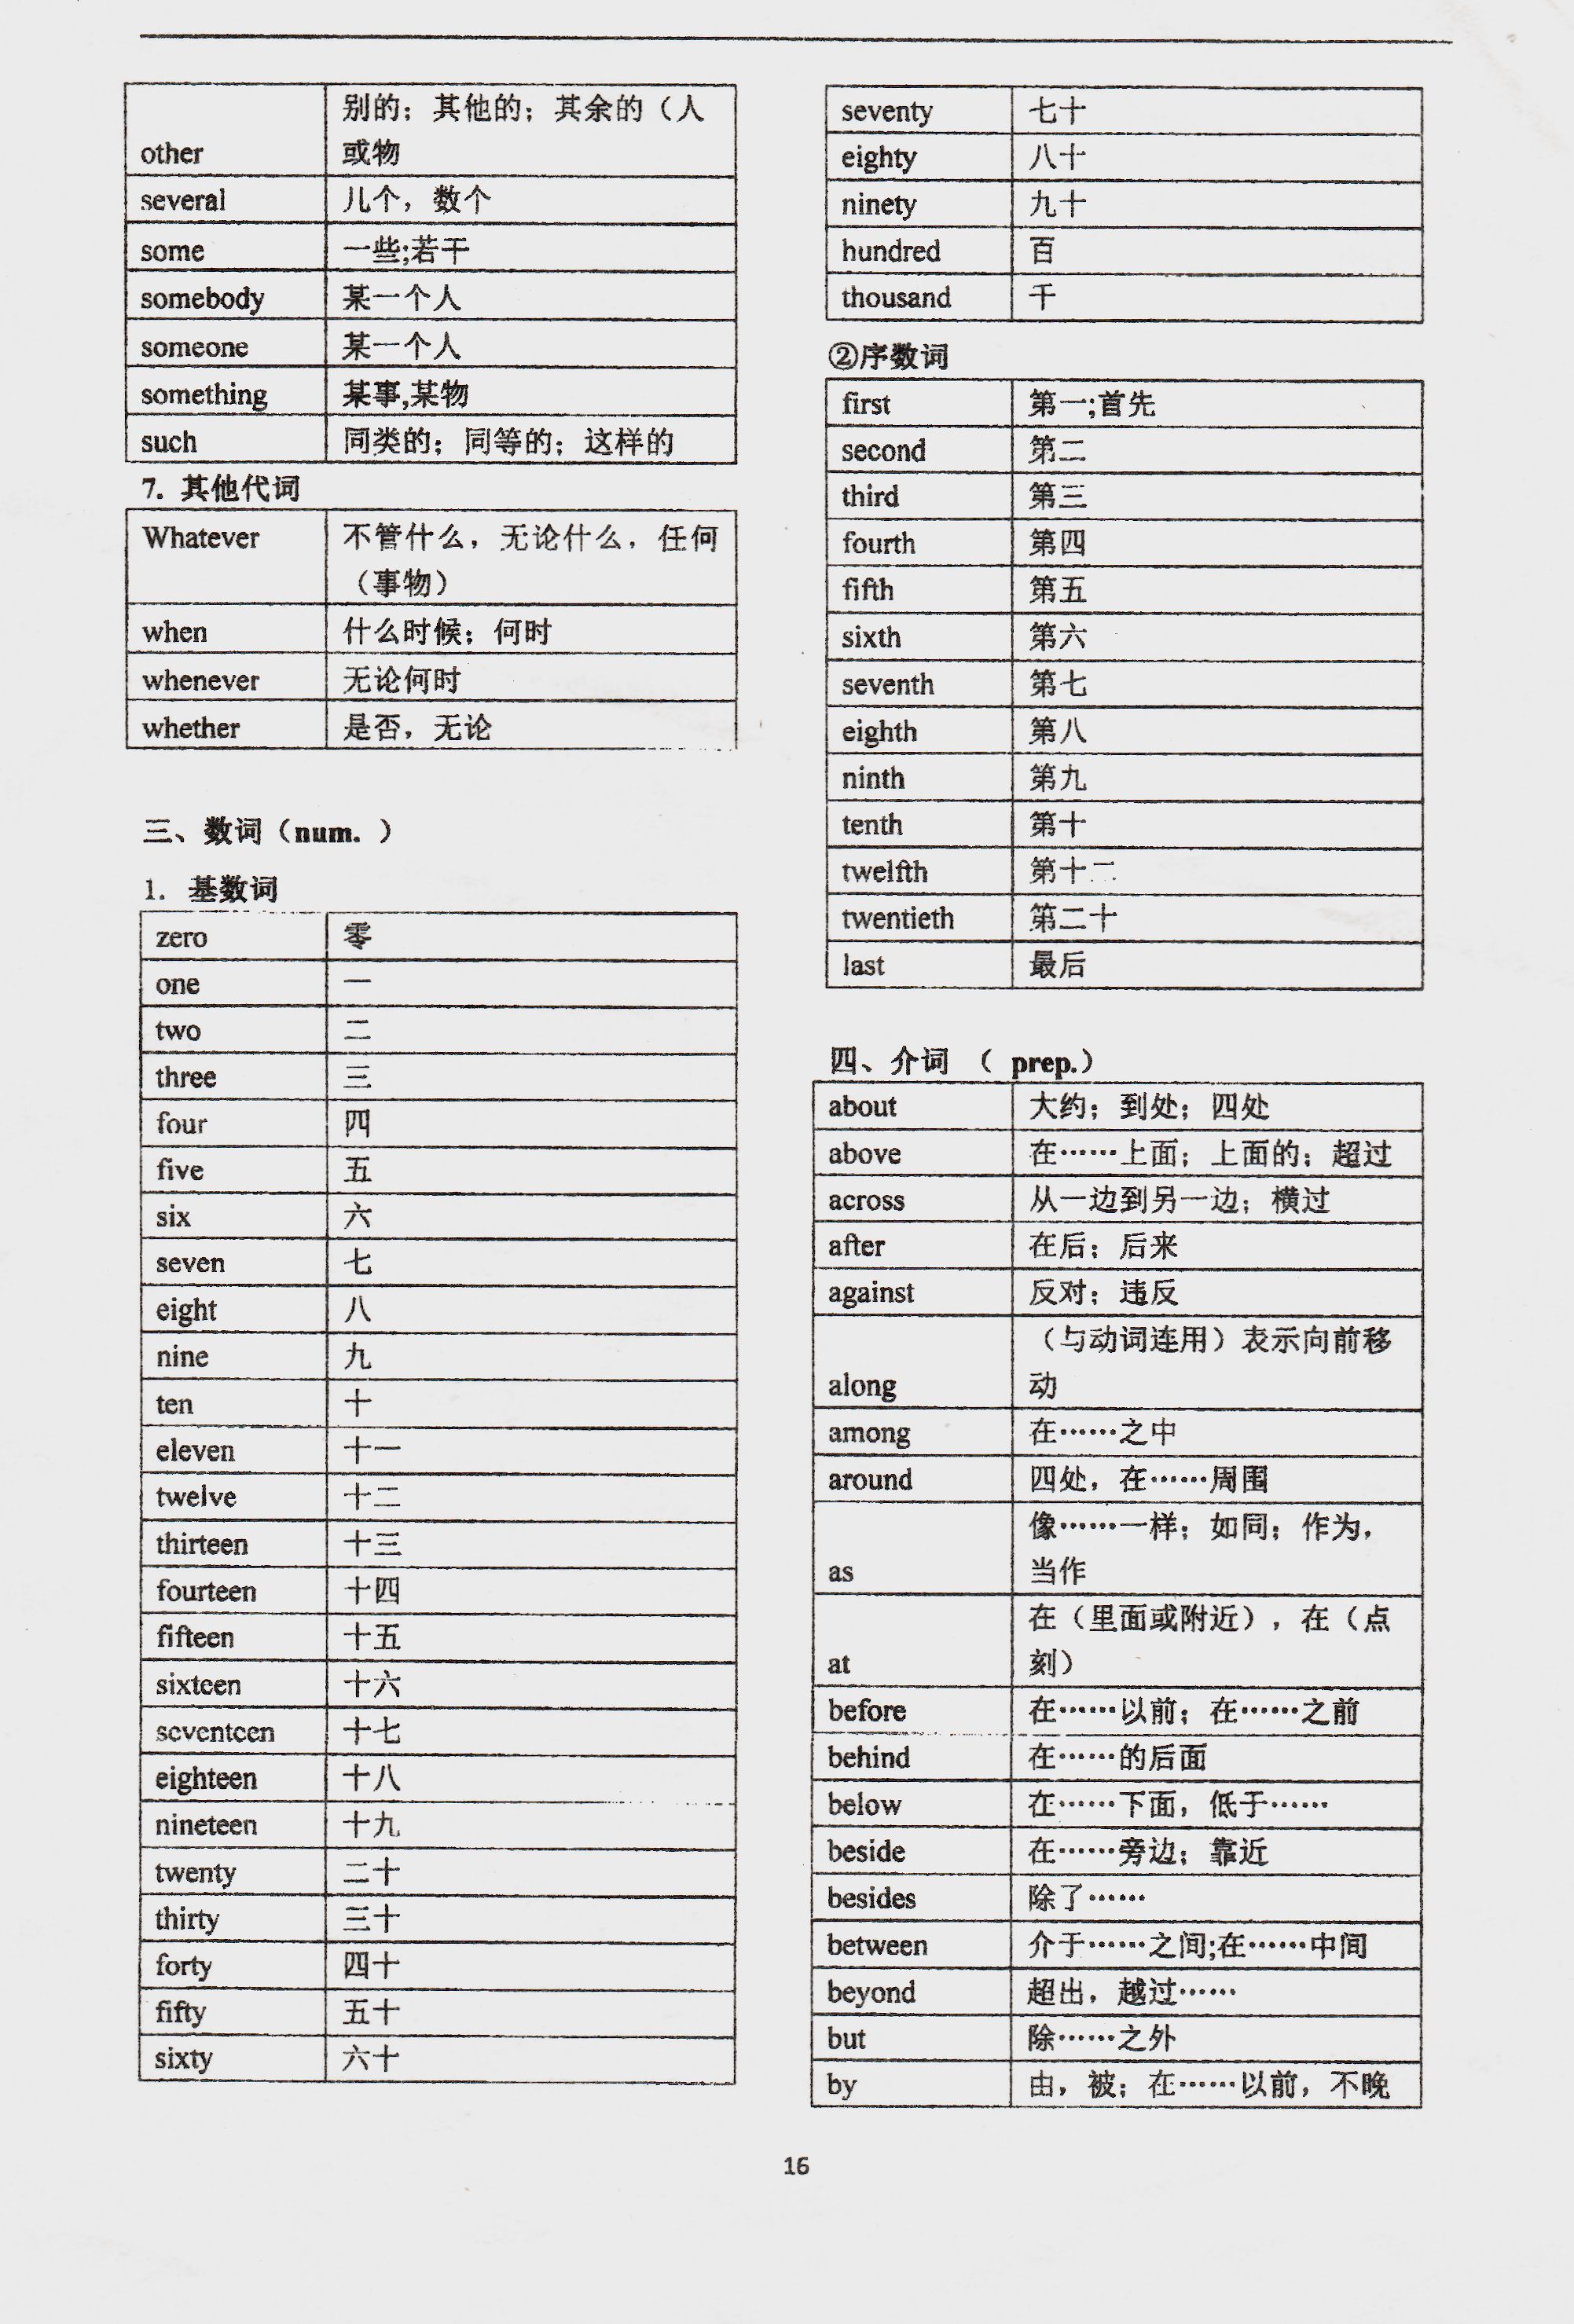 别的；其他的；其余的（人
other 或物
several 几个，数个
some 一些;若干
somebody 某一个人
someone 某一个人
something 某事,某物
such 同类的；同等的；这样的
7. 其他代词
Whatever 不管什么，无论什么，任何
（事物）
when 什么时候；何时
whenever 无论何时
whether 是否，无论
三、数词（num. ）
1. 基数词
zero 零
one 一
two 二
three 三
four 四
five 五
six 六
seven 七
eight 八
nine 九
ten 十
eleven 十一
twelve 十二
thirteen 十三
fourteen 十四
fifteen 十五
sixteen 十六
seventeen 十七
eighteen 十八
nineteen 十九
twenty 二十
thirty 三十
forty 四十
fifty 五十
sixty 六十
seventy 七十
eighty 八十
ninety 九十
hundred 百
thousand 千
②序数词
first 第一;首先
second 第二
third 第三
fourth 第四
fifth 第五
sixth 第六
seventh 第七
eighth 第八
ninth 第九
tenth 第十
twelfth 第十二
twentieth 第二十
last 最后
四、介词 （ prep.）
about 大约；到处；四处
above 在……上面；上面的；超过
across 从一边到另一边；横过
after 在后；后来
against 反对；违反
（与动词连用）表示向前移
along 动
among 在……之中
around 四处，在……周围
像……一样；如同；作为，
as 当作
在（里面或附近），在（点
at 刻）
before 在……以前；在……之前
behind 在……的后面
below 在……下面，低于……
beside 在……旁边；靠近
besides 除了……
between 介于……之间;在……中间
beyond 超出，越过……
but 除……之外
by 由，被；在……以前，不晚
16